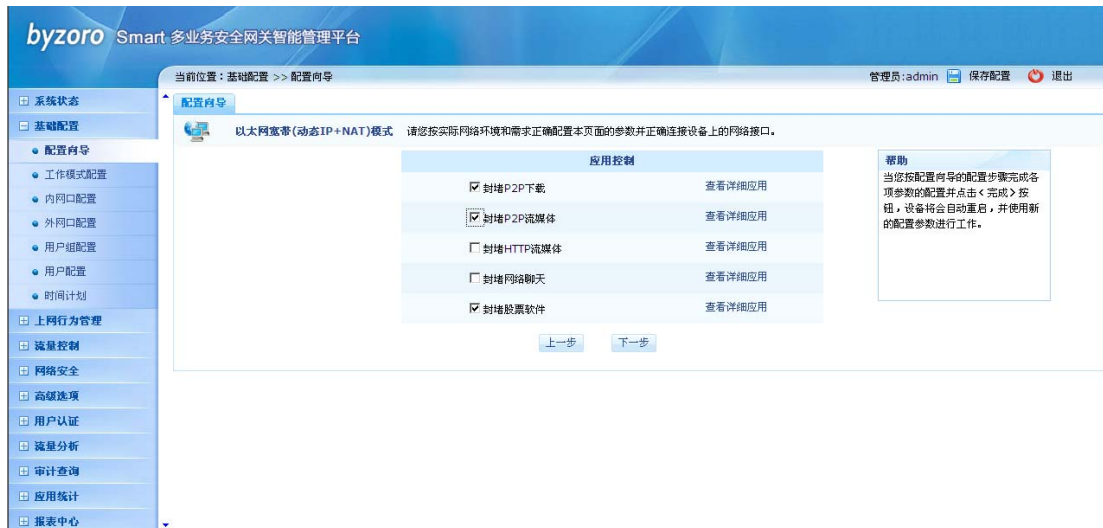 byzoro Smart 多业务安全网关智能管理平台
当前位置：基础配置 >> 配置向导
管理员:admin 保存配置 退出
系统状态
基础配置
配置向导
工作模式配置
内网口配置
外网口配置
用户组配置
用户配置
时间计划
上网行为管理
流量控制
网络安全
高级选项
用户认证
流量分析
审计查询
应用统计
报表中心
配置向导
以太网宽带(动态IP+NAT)模式 请您按实际网络环境和需求正确配置本页面的参数并正确连接设备上的网络接口。
应用控制
封堵P2P下载 查看详细应用
封堵P2P流媒体 查看详细应用
封堵HTTP流媒体 查看详细应用
封堵网络聊天 查看详细应用
封堵股票软件 查看详细应用
上一步 下一步
帮助
当您按配置向导的配置步骤完成各
项参数的配置并点击<完成>按
钮，设备将会自动重启，并使用新
的配置参数进行工作。